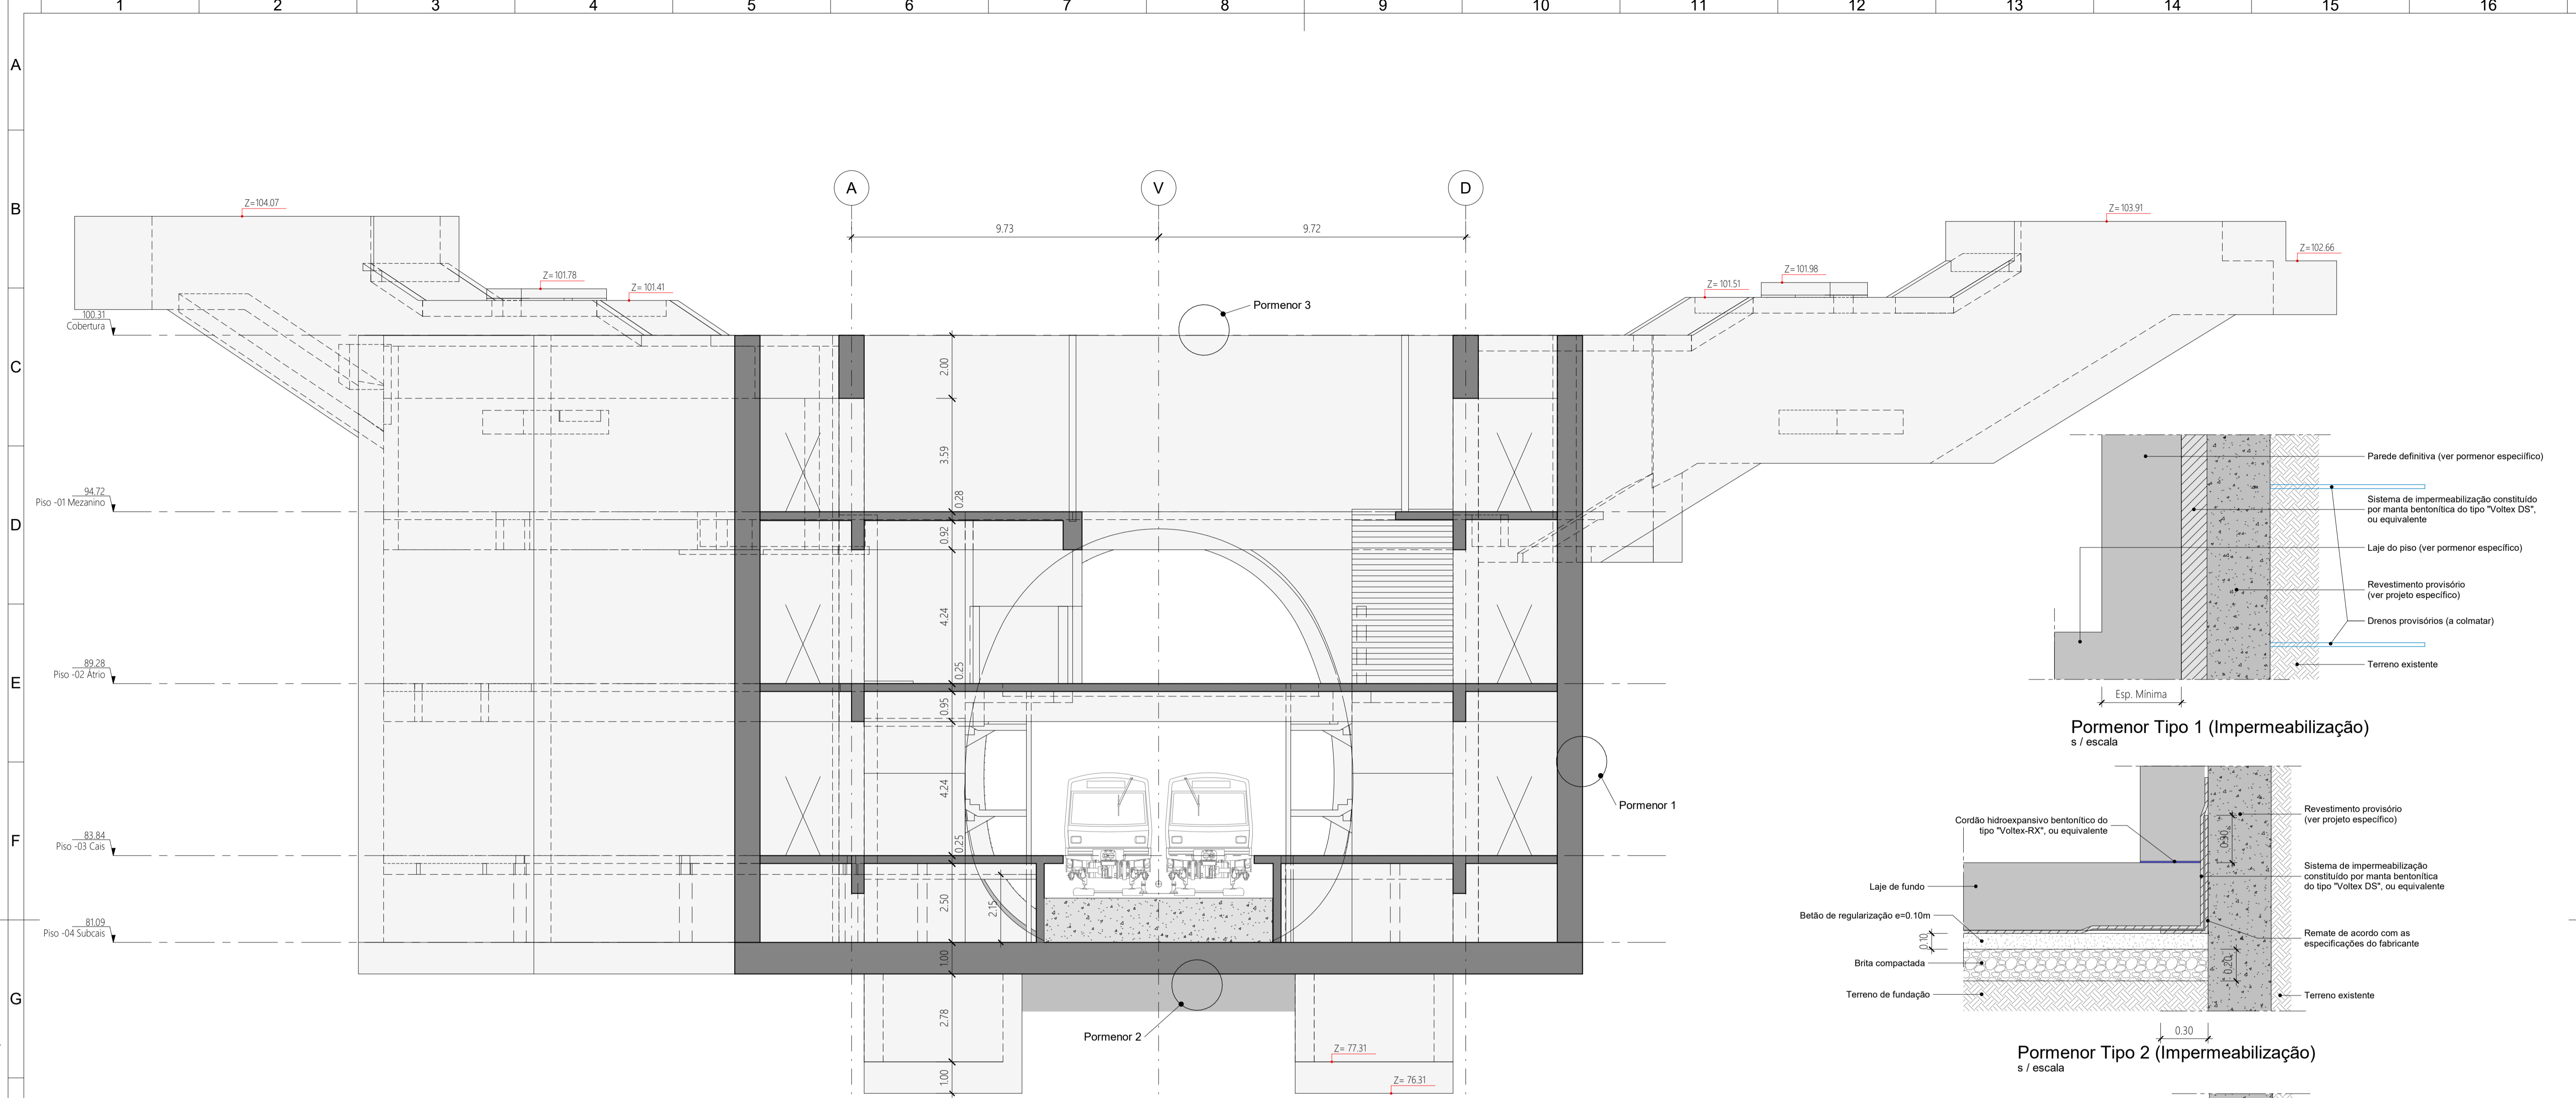 1 2 3 4 5 6 7 8 9 10 11 12 13 14 15 16
A
B
C
D
E
F
G
A V D
9.73 9.72
Z=104.07
Z=101.78
Z=101.41
Z=103.91
Z=102.66
Z=101.98
Z=101.51
Pormenor 3
100.31
Cobertura
94.72
Piso -01 Mezanino
89.28
Piso -02 Átrio
83.84
Piso -03 Cais
81.09
Piso -04 Subcais
2.00
3.59
0.28
0.92
4.24
0.25
0.95
4.24
0.25
2.50
2.15
1.00
2.78
1.00
Pormenor 1
Pormenor 2
Z= 77.31
Z= 76.31
Parede definitiva (ver pormenor especíífico)
Sistema de impermeabilização constituído
por manta bentonítica do tipo "Voltex DS",
ou equivalente
Laje do piso (ver pormenor específico)
Revestimento provisório
(ver projeto específico)
Drenos provisórios (a colmatar)
Terreno existente
Esp. Mínima
Pormenor Tipo 1 (Impermeabilização)
s / escala
Cordão hidroexpansivo bentonítico do
tipo "Voltex-RX", ou equivalente
Laje de fundo
Betão de regularização e=0.10m
0.10
Brita compactada
Terreno de fundação
Revestimento provisório
(ver projeto específico)
0.30
Sistema de impermeabilização
constituído por manta bentonítica
do tipo "Voltex DS", ou equivalente
Remate de acordo com as
especificações do fabricante
0.20
Terreno existente
0.30
Pormenor Tipo 2 (Impermeabilização)
s / escala